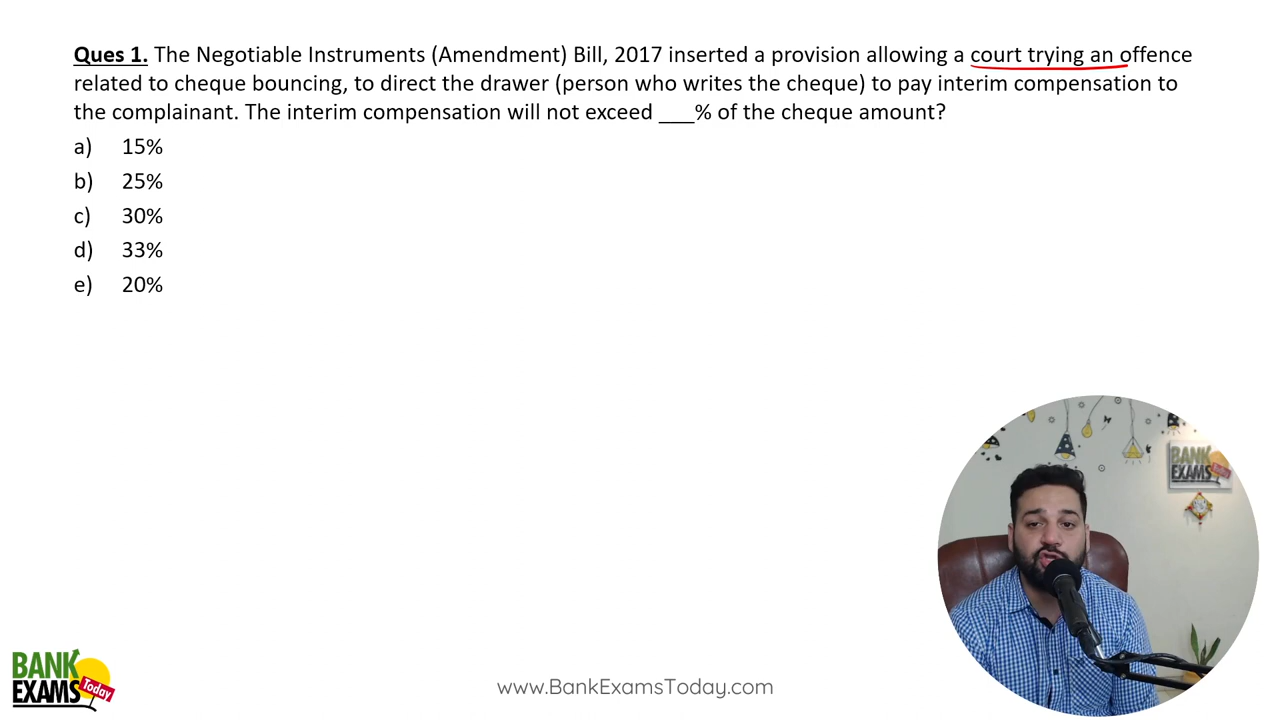 Ques 1. The Negotiable Instruments (Amendment) Bill, 2017 inserted a provision allowing a court trying an offence
related to cheque bouncing, to direct the drawer (person who writes the cheque) to pay interim compensation to
the complainant. The interim compensation will not exceed ___% of the cheque amount?
a) 15%
b) 25%
c) 30%
d) 33%
e) 20%
BANK
EXAMS
BANK
EXAMS
Today
www.BankExamsToday.com